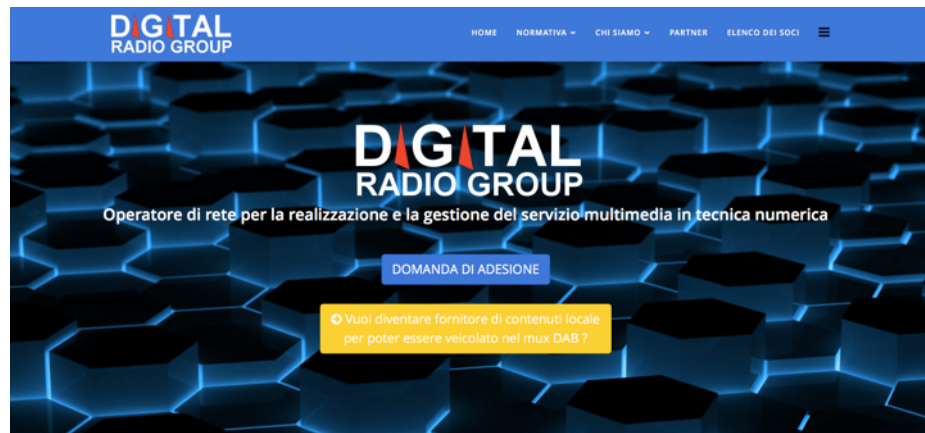 DIGITAL
RADIO GROUP
HOME NORMATIVA CHI SIAMO PARTNER ELENCO DEI SOCI
DIGITAL
RADIO GROUP
Operatore di rete per la realizzazione e la gestione del servizio multimedia in tecnica numerica
DOMANDA DI ADESIONE
Vuoi diventare fornitore di contenuti locale
per poter essere veicolato nel mux DAB ?